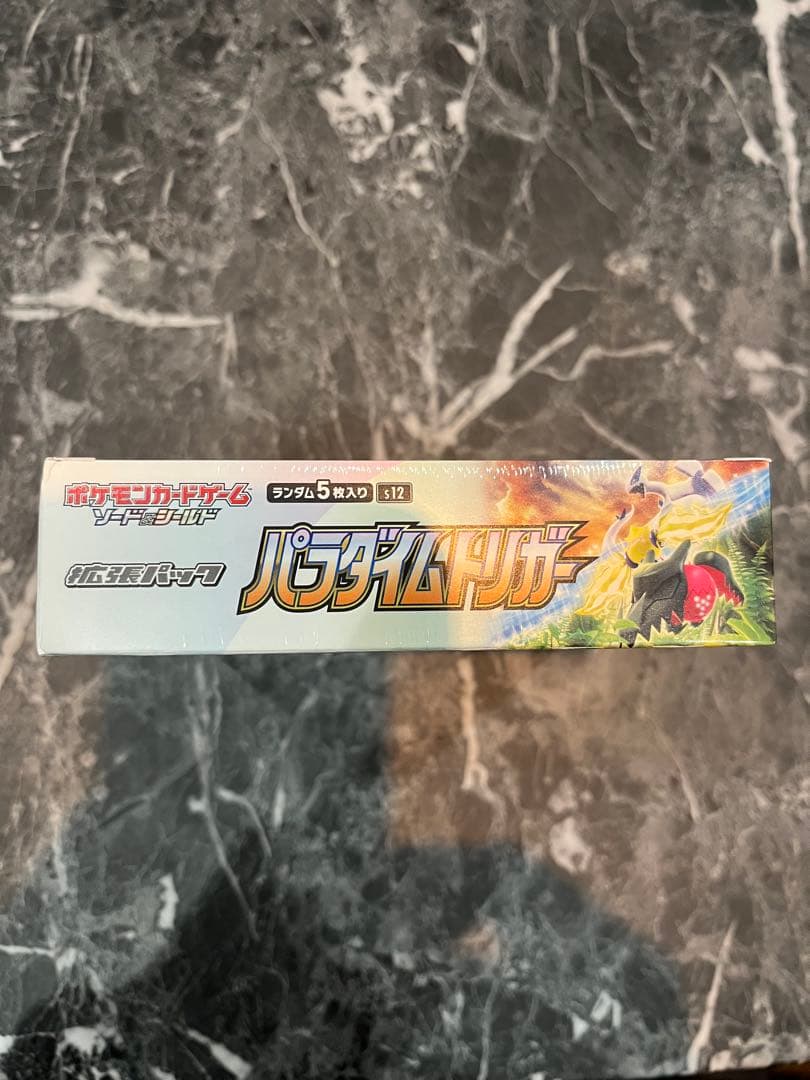 ポケモンカードゲーム
ソード&シールド
ランダム5枚入り s12
拡張パック
パラダイムトリガー